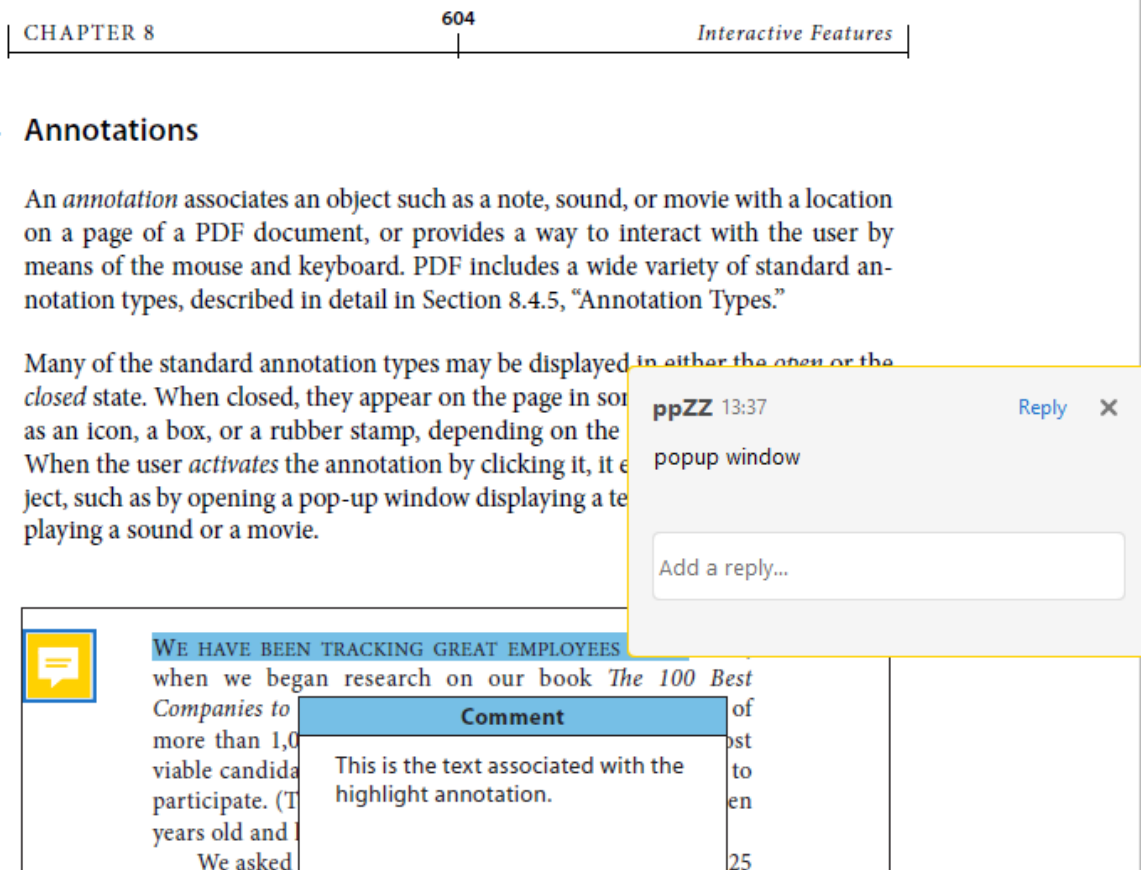 CHAPTER 8
604
Interactive Features
Annotations
An annotation associates an object such as a note, sound, or movie with a location
on a page of a PDF document, or provides a way to interact with the user by
means of the mouse and keyboard. PDF includes a wide variety of standard an-
notation types, described in detail in Section 8.4.5, “Annotation Types.”
Many of the standard annotation types may be displayed in either the open or the
closed state. When closed, they appear on the page in
as an icon, a box, or a rubber stamp, depending on the
When the user activates the annotation by clicking it, it
ject, such as by opening a pop-up window displaying a
playing a sound or a movie.
ppZZ 13:37
Reply
popup window
Add a reply...
WE HAVE BEEN TRACKING GREAT EMPLOYEES
when we began research on our book The 100 Best
Companies to of
more than
viable to
participate.
years old and
We asked 25
Comment
This is the text associated with the
highlight annotation.